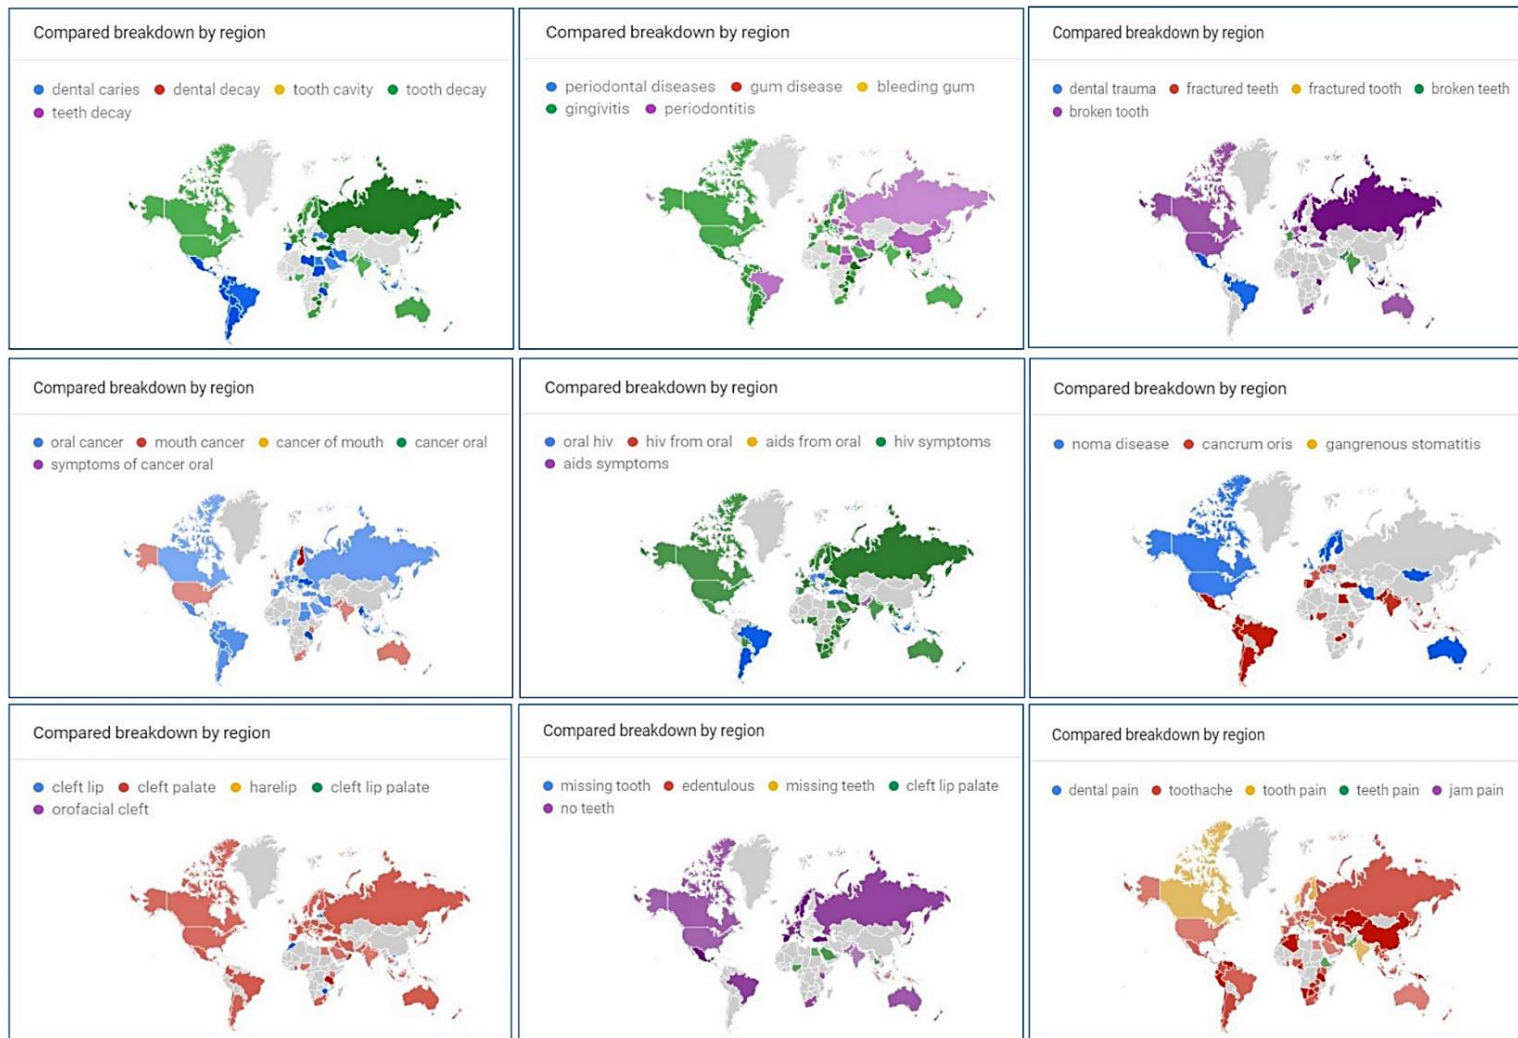 Compared breakdown by region
dental caries dental decay tooth cavity tooth decay
teeth decay
Compared breakdown by region
periodontal diseases gum disease bleeding gum
gingivitis periodontitis
Compared breakdown by region
dental trauma fractured teeth fractured tooth broken teeth
broken tooth
Compared breakdown by region
oral cancer mouth cancer cancer of mouth cancer oral
symptoms of cancer oral
Compared breakdown by region
oral hiv hiv from oral aids from oral hiv symptoms
aids symptoms
Compared breakdown by region
noma disease cancrum oris gangrenous stomatitis
Compared breakdown by region
cleft lip cleft palate harelip cleft lip palate
orofacial cleft
Compared breakdown by region
missing tooth edentulous missing teeth cleft lip palate
no teeth
Compared breakdown by region
dental pain toothache tooth pain teeth pain jam pain